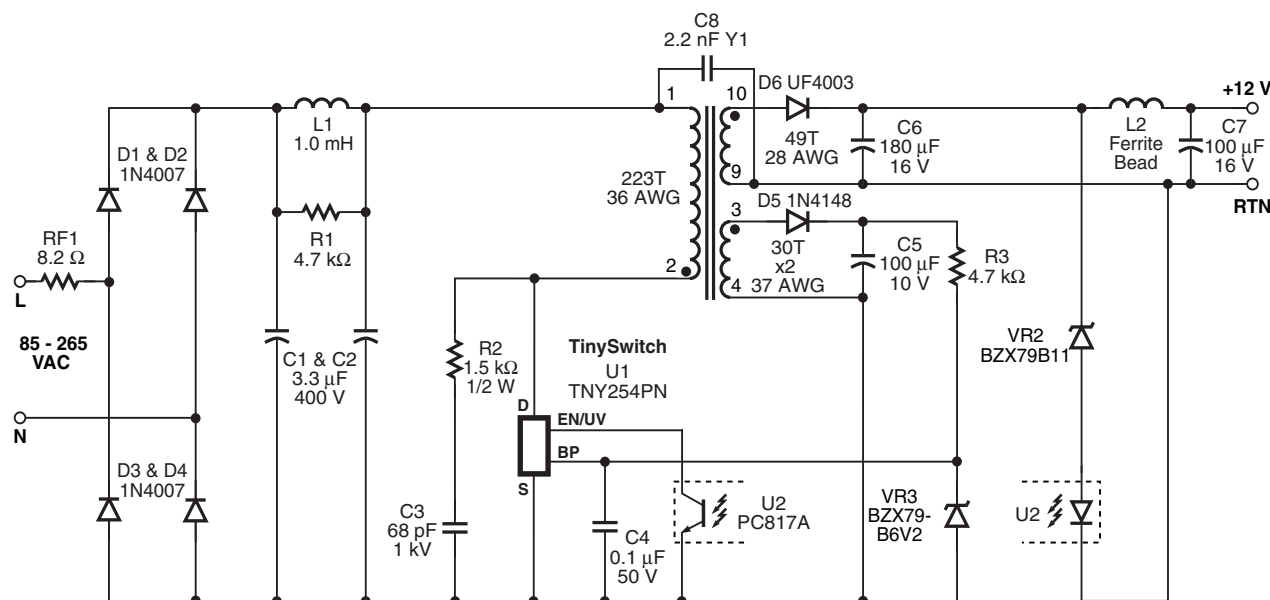 C8
2.2 nF Y1
D6 UF4003
+12 V
1
10
L1
1.0 mH
C6
180 µF
16 V
L2
Ferrite
Bead
C7
100 µF
16 V
49T
28 AWG
D1 & D2
1N4007
223T
36 AWG
9
D5 1N4148
RTN
3
RF1
8.2 Ω
R1
4.7 kΩ
30T
x2
37 AWG
C5
100 µF
10 V
R3
4.7 kΩ
2
4
L
85 - 265
VAC
C1 & C2
3.3 µF
400 V
R2
1.5 kΩ
1/2 W
TinySwitch
U1
TNY254PN
VR2
BZX79B11
N
D
EN/UV
BP
S
D3 & D4
1N4007
C3
68 pF
1 kV
C4
0.1 µF
50 V
U2
PC817A
VR3
BZX79-
B6V2
U2